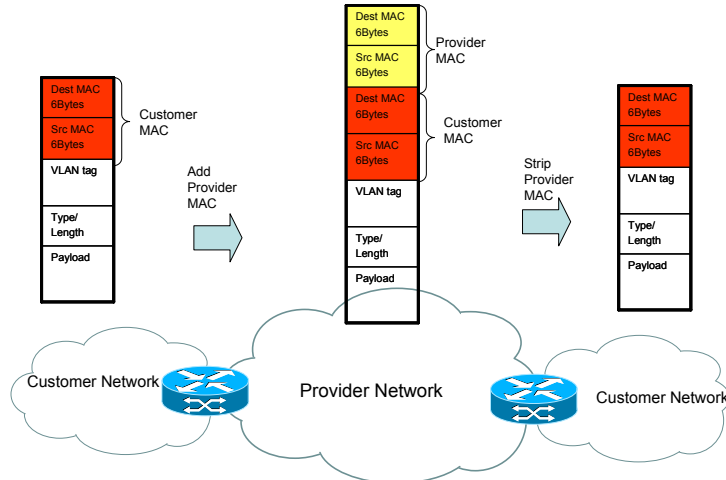 Dest MAC
6Bytes
Src MAC
6Bytes
VLAN tag
Type/
Length
Payload
Customer
MAC
Add
Provider
MAC
Dest MAC
6Bytes
Src MAC
6Bytes
Dest MAC
6Bytes
Src MAC
6Bytes
VLAN tag
Type/
Length
Payload
Provider
MAC
Customer
MAC
Strip
Provider
MAC
Dest MAC
6Bytes
Src MAC
6Bytes
VLAN tag
Type/
Length
Payload
Customer Network
Provider Network
Customer Network